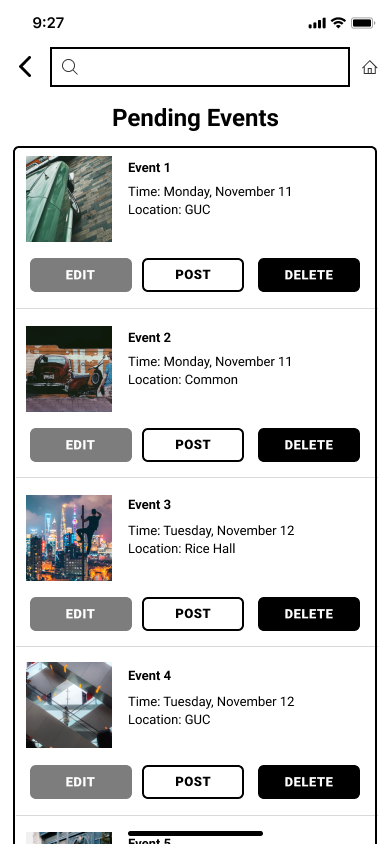 9:27
Pending Events
Event 1
Time: Monday, November 11
Location: GUC
EDIT POST DELETE
Event 2
Time: Monday, November 11
Location: Common
EDIT POST DELETE
Event 3
Time: Tuesday, November 12
Location: Rice Hall
EDIT POST DELETE
Event 4
Time: Tuesday, November 12
Location: GUC
EDIT POST DELETE
Event 5